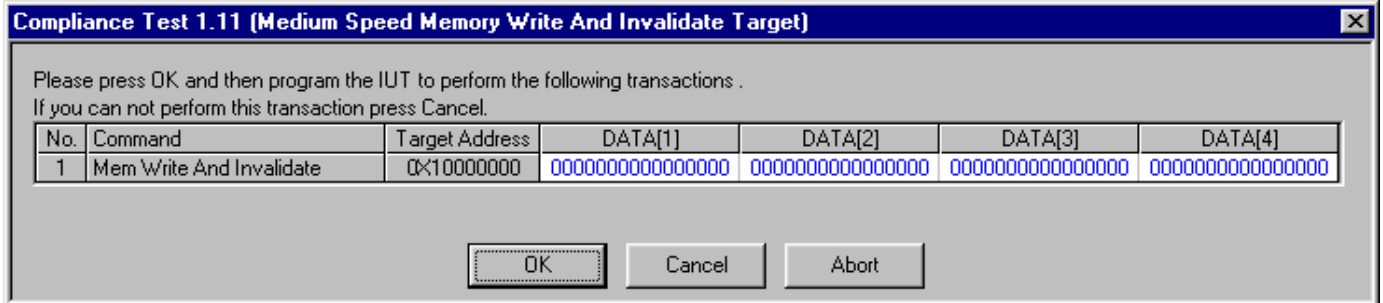 Compliance Test 1.11 (Medium Speed Memory Write And Invalidate Target)
Please press OK and then program the IUT to perform the following transactions .
If you can not perform this transaction press Cancel.
No. Command Target Address DATA[1] DATA[2] DATA[3] DATA[4]
1 Mem Write And Invalidate 0X10000000 0000000000000000 0000000000000000 0000000000000000 0000000000000000
OK Cancel Abort